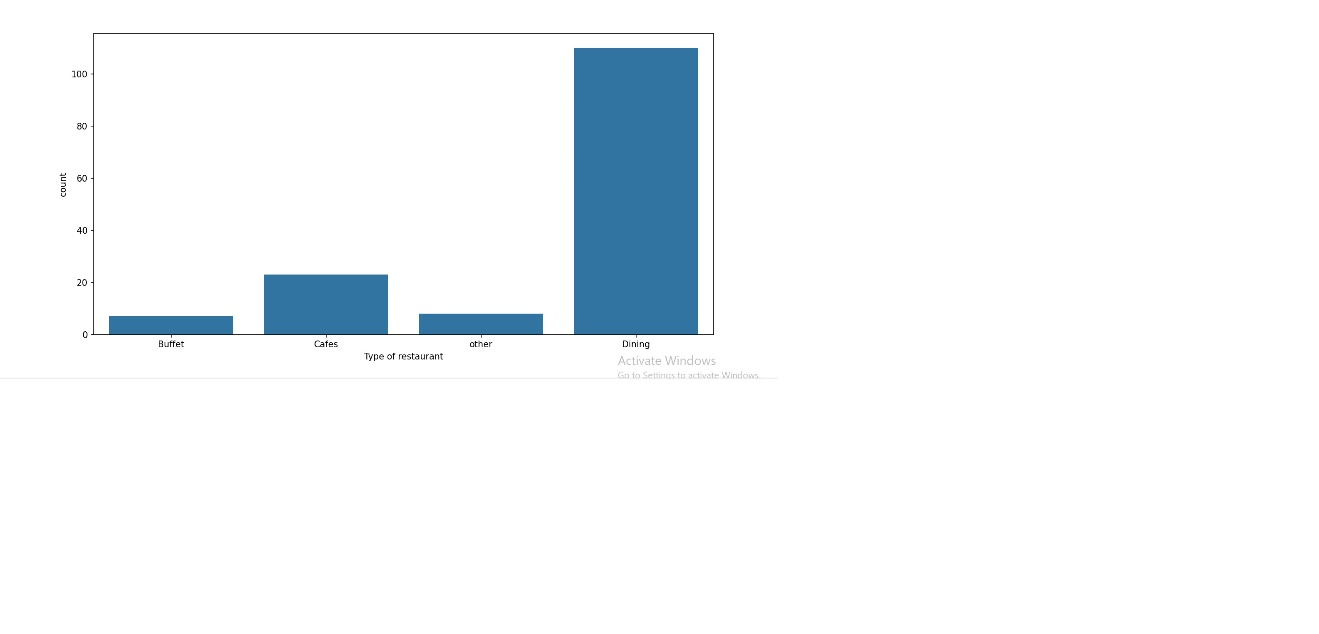 100
80
60
40
20
0
count
Buffet Cafes other Dining
Type of restaurant
Activate Windows
Go to Settings to activate Windows.